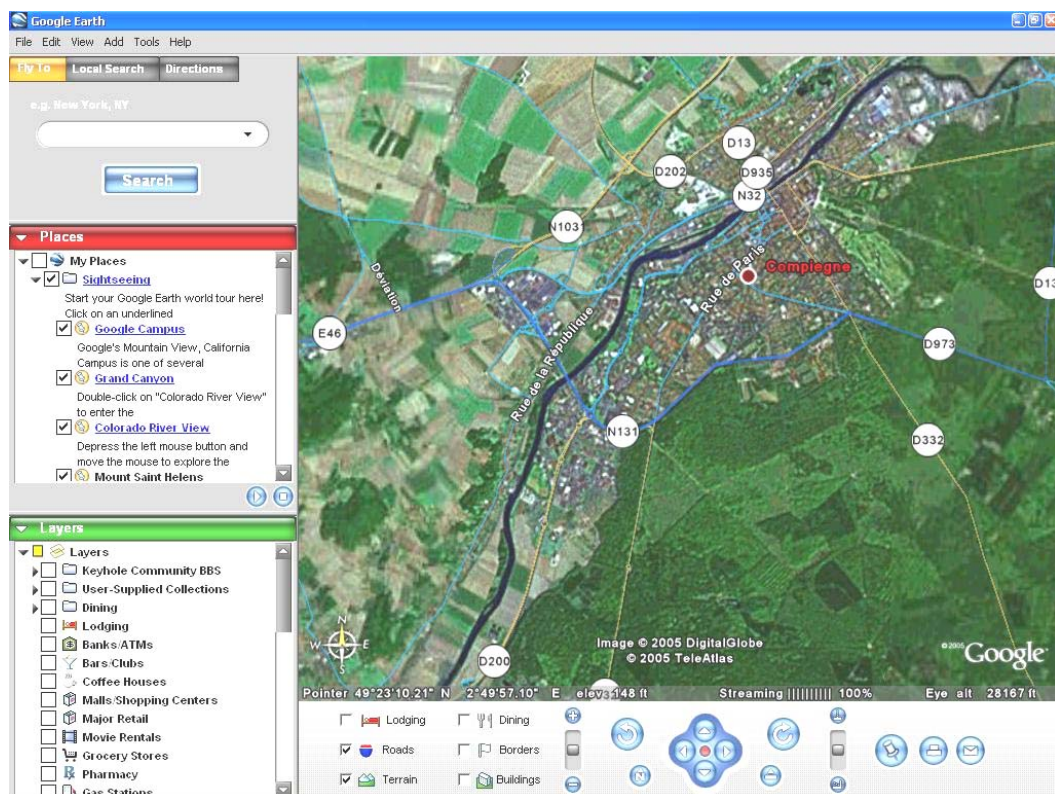 Google Earth
File Edit View Add Tools Help
Fly To Local Search Directions
e.g. New York, NY
Search
Places
My Places
Sightseeing
Start your Google Earth world tour here!
Click on an underlined
Google Campus
Google's Mountain View, California
Campus is one of several
Grand Canyon
Double-click on "Colorado River View"
to enter the
Colorado River View
Depress the left mouse button and
move the mouse to explore the
Mount Saint Helens
Layers
Layers
Keyhole Community BBS
User-Supplied Collections
Dining
Lodging
Banks/ATMs
Bars/Clubs
Coffee Houses
Malls/Shopping Centers
Major Retail
Movie Rentals
Grocery Stores
Pharmacy
Gas Stations
D13
D202
D935
N32
N1031
Déviation
Rue de Paris
Compiegne
D13
E46
Rue de la République
D973
N131
D332
N
W E
S
D200
Image © 2005 DigitalGlobe
© 2005 TeleAtlas
©2005 Google
Pointer 49°23'10.21" N 2°49'57.10" E elev: 148 ft Streaming |||||||||| 100% Eye alt 28167 ft
Lodging Dining
Roads Borders
Terrain Buildings
N